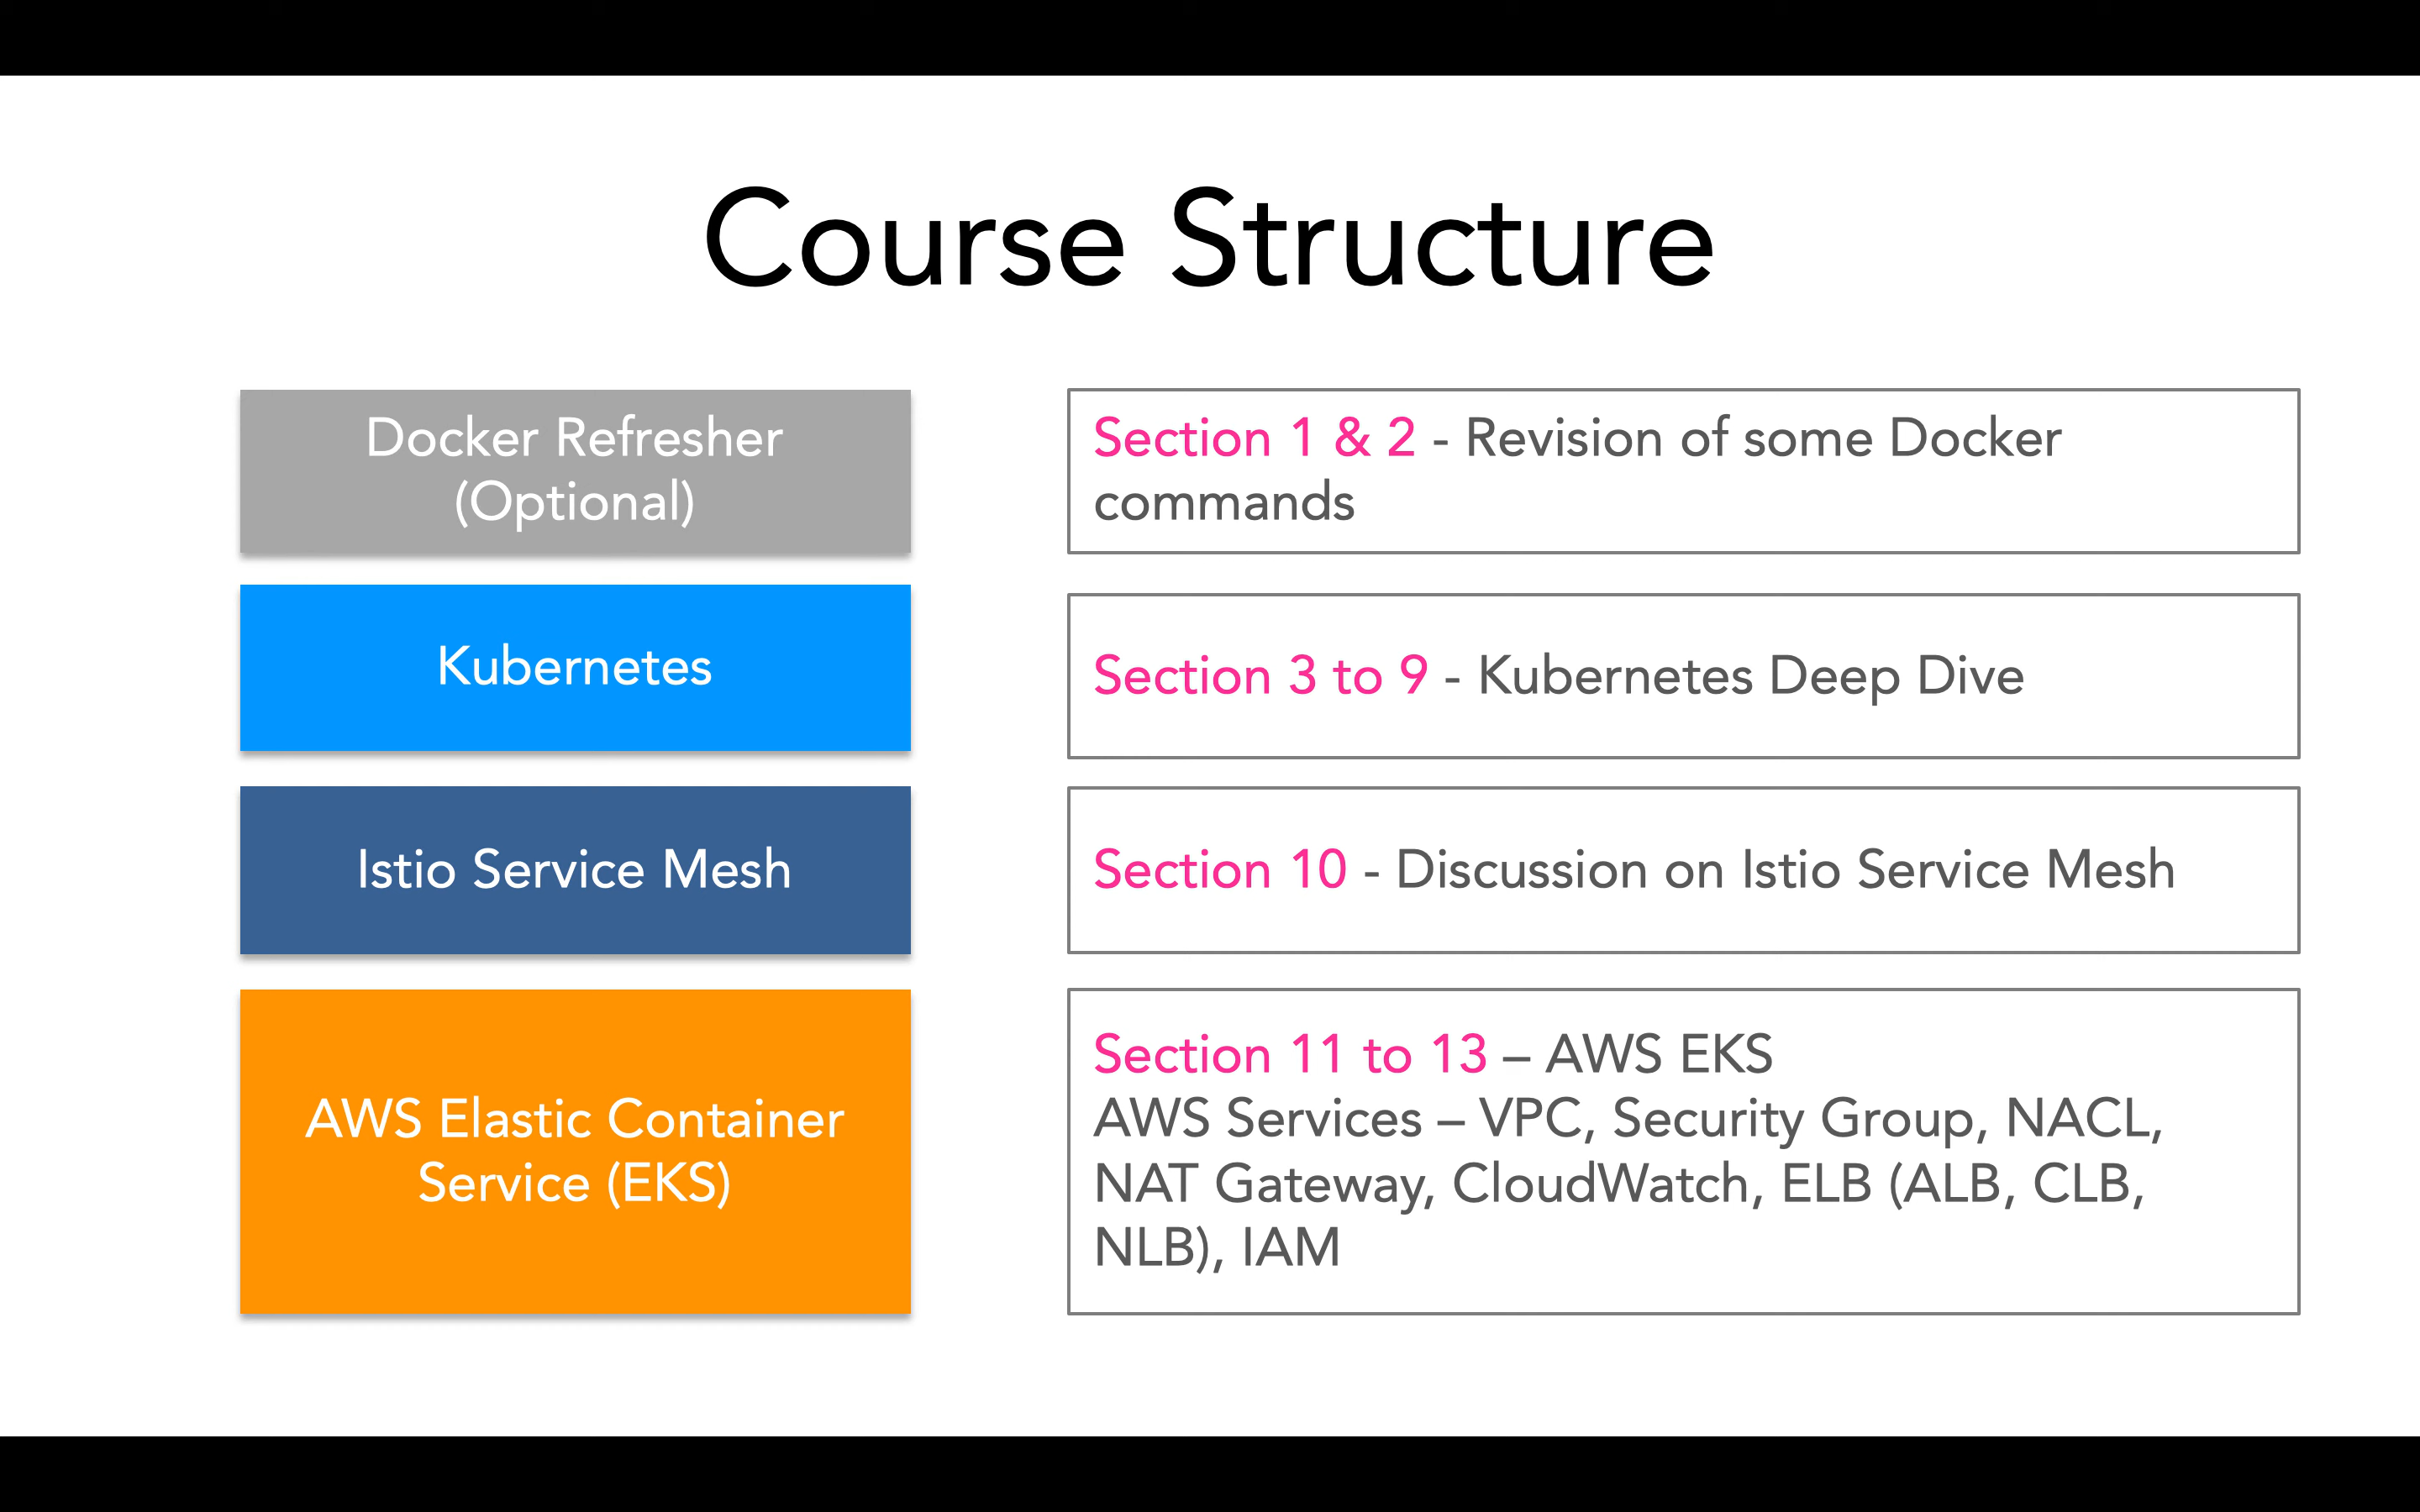 Course Structure
Docker Refresher
(Optional)
Section 1 & 2 - Revision of some Docker
commands
Kubernetes
Section 3 to 9 - Kubernetes Deep Dive
Istio Service Mesh
Section 10 - Discussion on Istio Service Mesh
AWS Elastic Container
Service (EKS)
Section 11 to 13 – AWS EKS
AWS Services – VPC, Security Group, NACL,
NAT Gateway, CloudWatch, ELB (ALB, CLB,
NLB), IAM